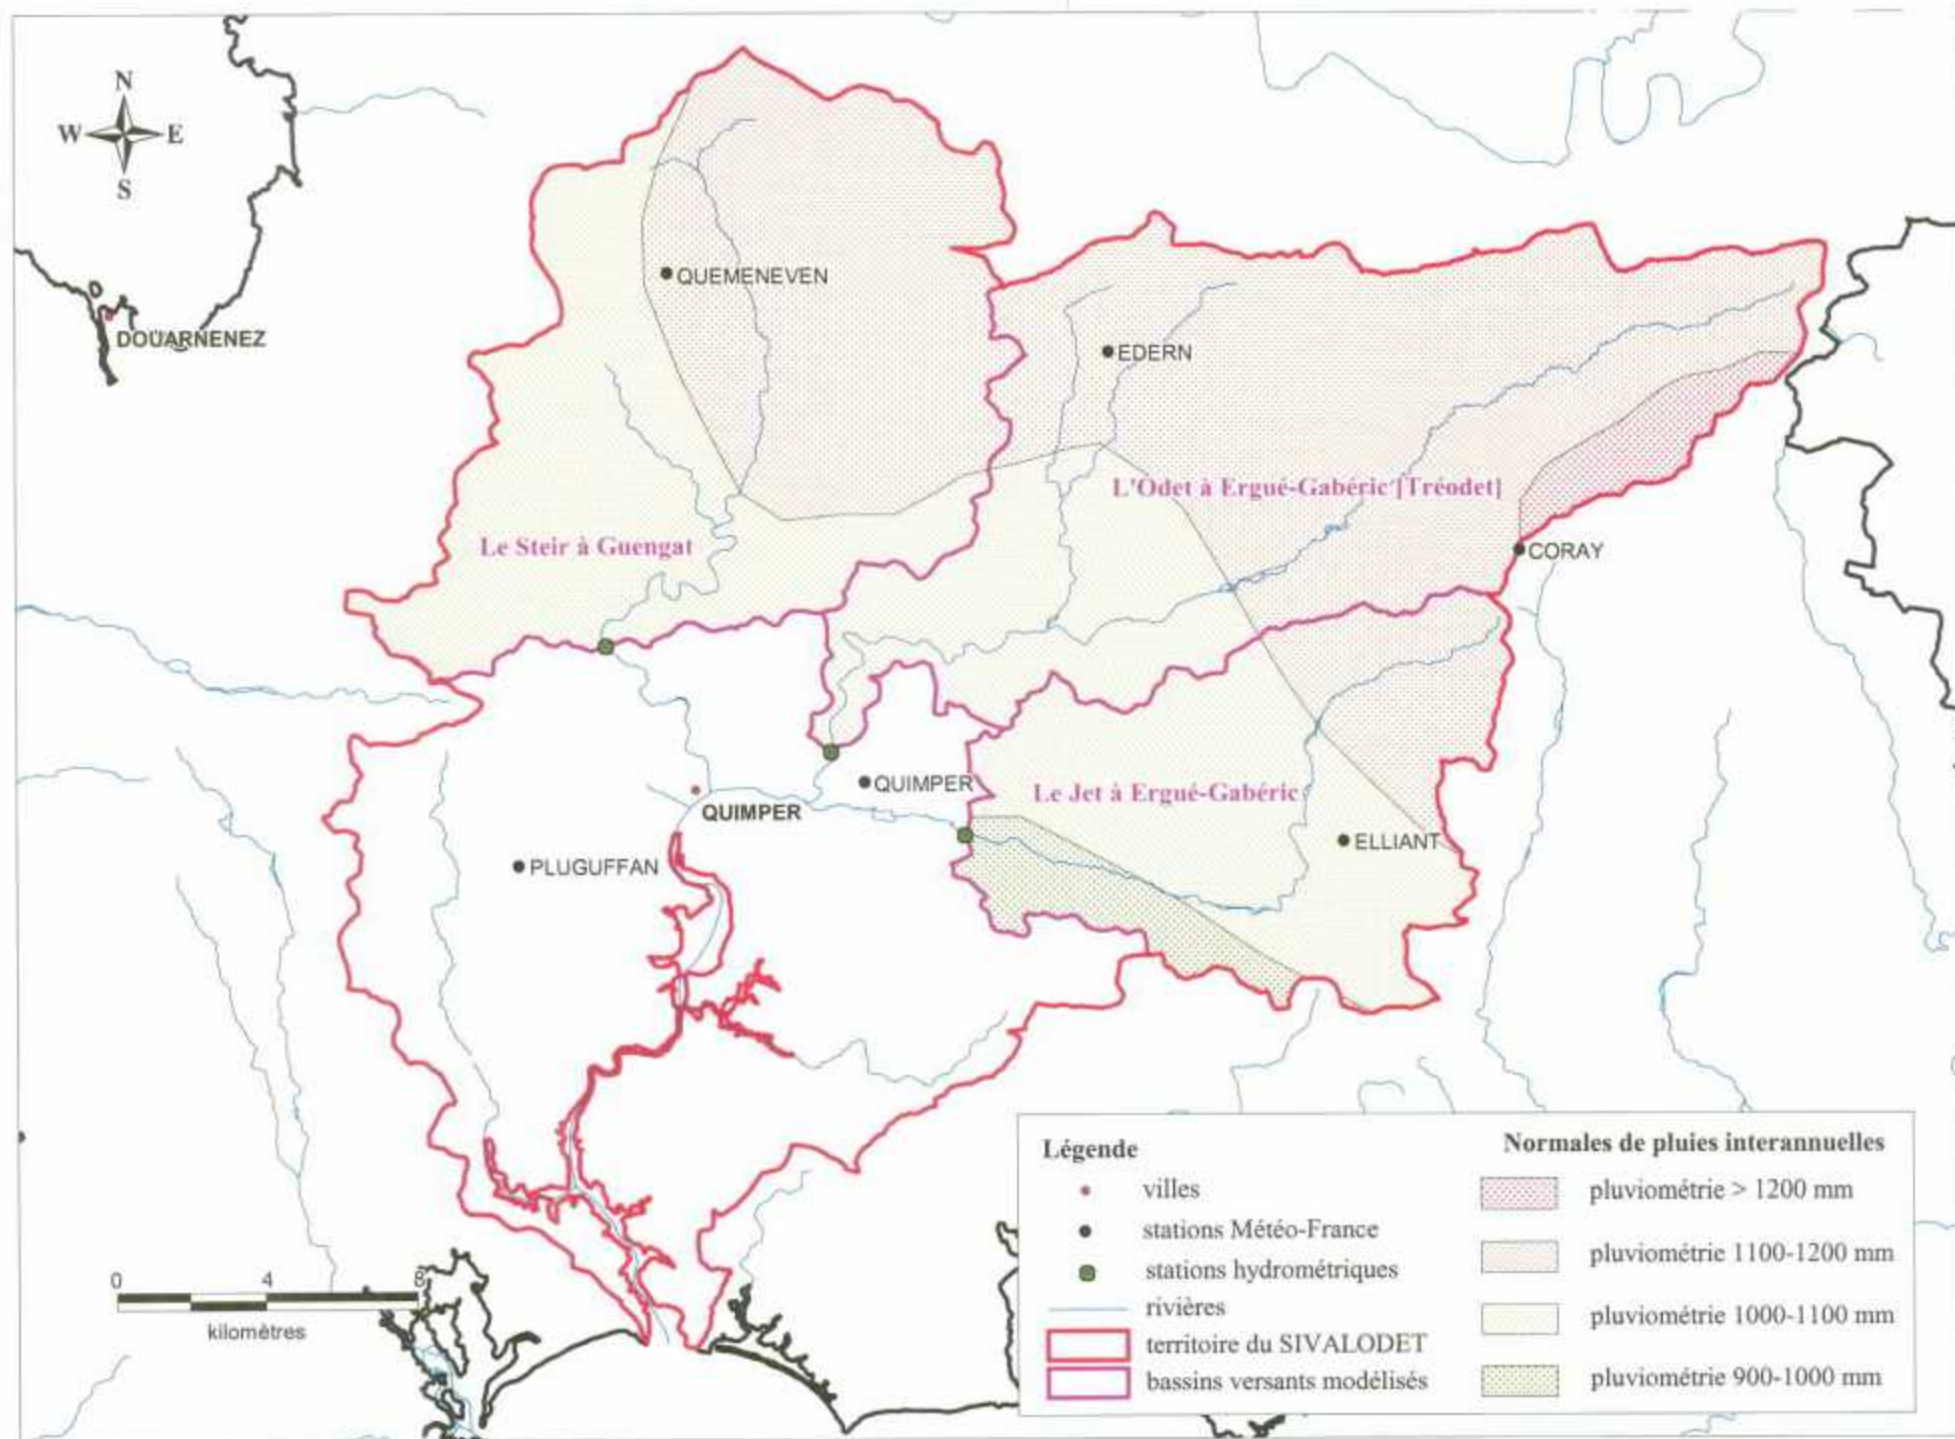 N
W E
S
QUEMENEVEN
DOUARNENEZ
EDERN
L'Odet à Ergué-Gabéric [Tréodet]
Le Steir à Guengat
CORAY
QUIMPER
Le Jet à Ergué-Gabéric
QUIMPER
ELLIANT
PLUGUFFAN
Légende
villes
stations Météo-France
stations hydrométriques
rivières
territoire du SIVALODET
bassins versants modélisés
Normales de pluies interannuelles
pluviométrie > 1200 mm
pluviométrie 1100-1200 mm
pluviométrie 1000-1100 mm
pluviométrie 900-1000 mm
0 4 8
kilomètres